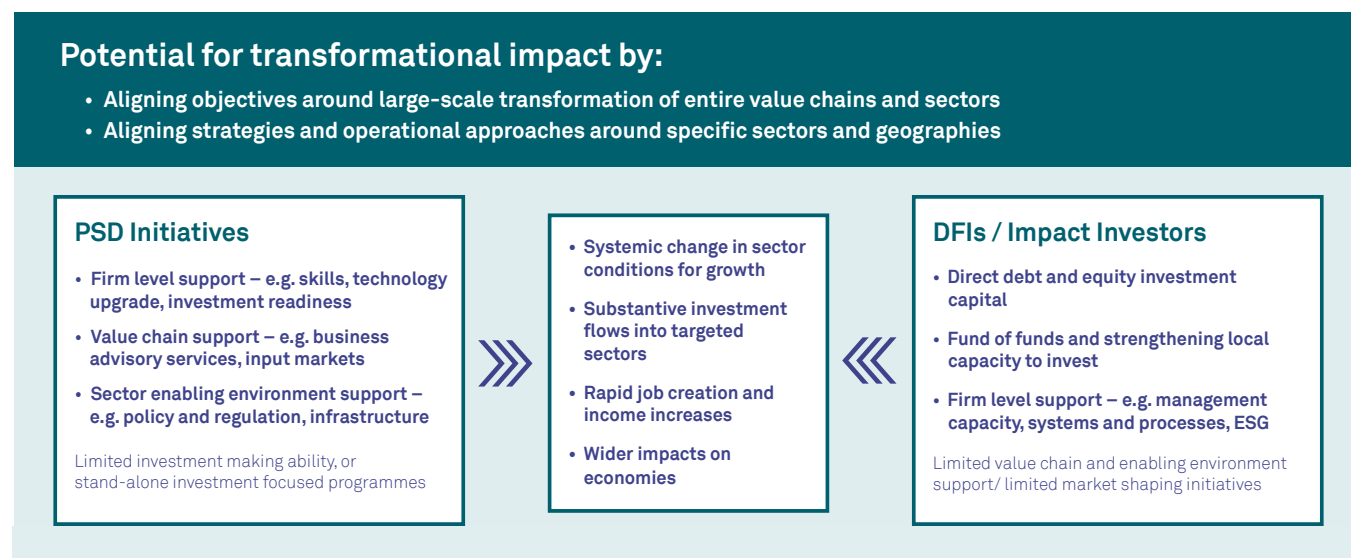 Potential for transformational impact by:
• Aligning objectives around large-scale transformation of entire value chains and sectors
• Aligning strategies and operational approaches around specific sectors and geographies
PSD Initiatives
• Firm level support – e.g. skills, technology
upgrade, investment readiness
• Value chain support – e.g. business
advisory services, input markets
• Sector enabling environment support –
e.g. policy and regulation, infrastructure
Limited investment making ability, or
stand-alone investment focused programmes
• Systemic change in sector
conditions for growth
• Substantive investment
flows into targeted
sectors
• Rapid job creation and
income increases
• Wider impacts on
economies
DFIs / Impact Investors
• Direct debt and equity investment
capital
• Fund of funds and strengthening local
capacity to invest
• Firm level support – e.g. management
capacity, systems and processes, ESG
Limited value chain and enabling environment
support/ limited market shaping initiatives